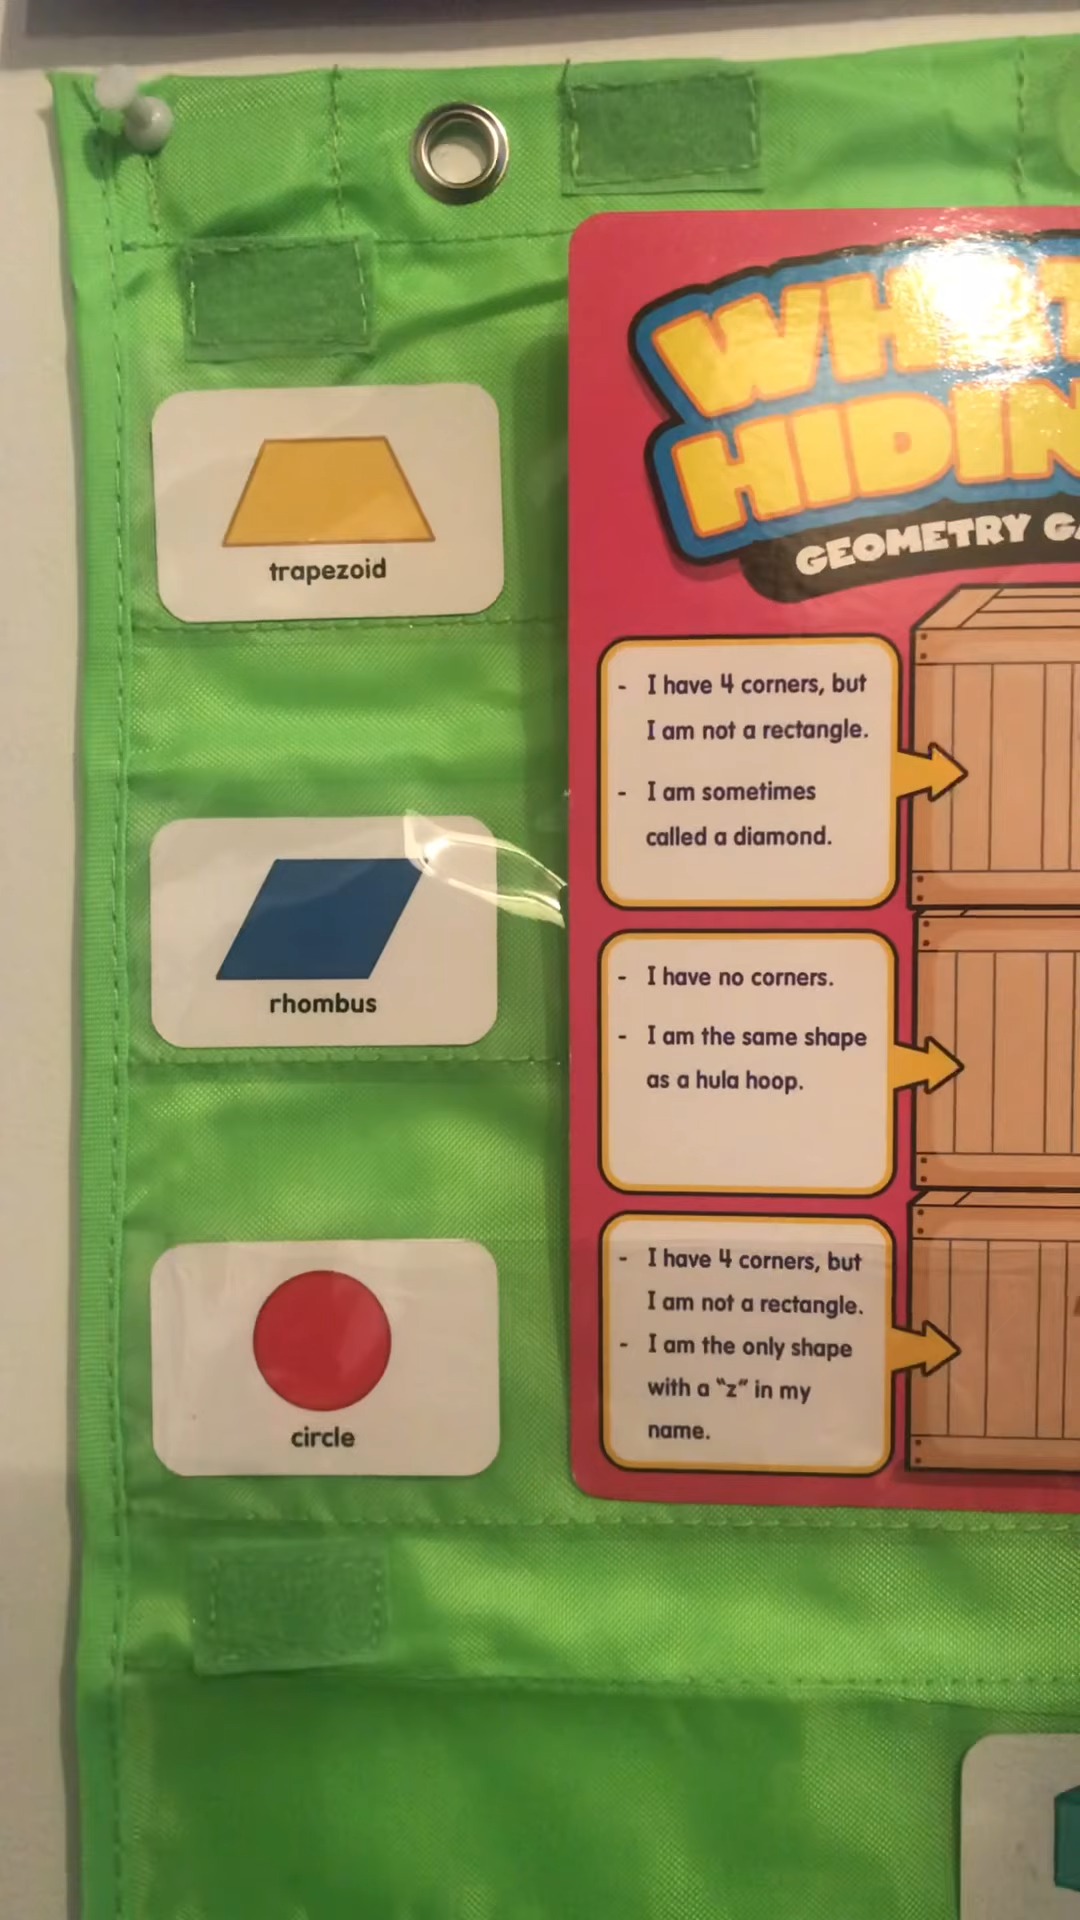 HIDIN
GEOMETRY
trapezoid
- I have 4 corners, but
I am not a rectangle.
- I am sometimes
called a diamond.
rhombus
- I have no corners.
- I am the same shape
as a hula hoop.
circle
- I have 4 corners, but
I am not a rectangle.
- I am the only shape
with a "z" in my
name.